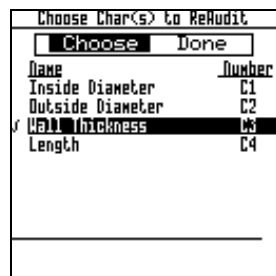 Choose Char(s) to ReAudit
Choose Done
Name Number
Inside Diameter C1
Outside Diameter C2
√ Wall Thickness C3
Length C4